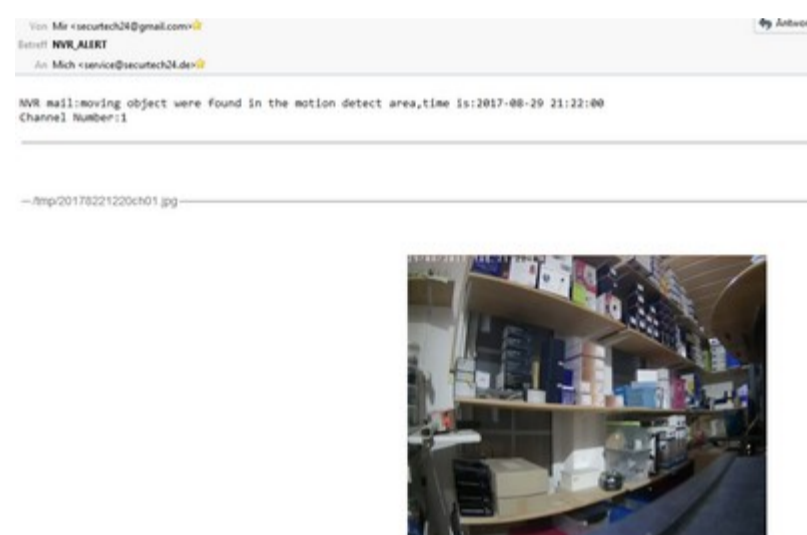 Von Mir <securtech24@gmail.com>
Antwor
Betreff NVR_ALERT
An Mich <service@securtech24.de>
NVR mail:moving object were found in the motion detect area,time is:2017-08-29 21:22:00
Channel Number:1
/tmp/20178221220ch01.jpg